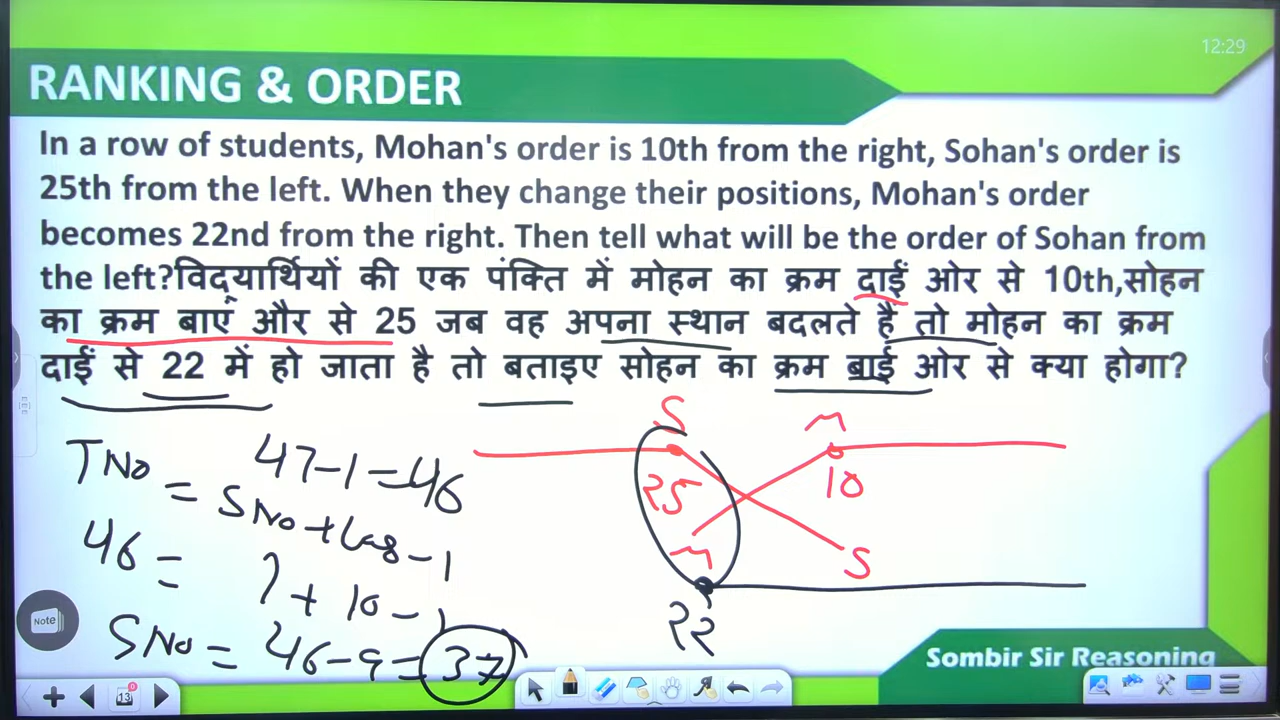 12:29
RANKING & ORDER
In a row of students, Mohan's order is 10th from the right, Sohan's order is
25th from the left. When they change their positions, Mohan's order
becomes 22nd from the right. Then tell what will be the order of Sohan from
the left?विद्यार्थियों की एक पंक्ति में मोहन का क्रम दाईं ओर से 10th,सोहन
का क्रम बाएं और से 25 जब वह अपना स्थान बदलते है तो मोहन का क्रम
दाईं से 22 में हो जाता है तो बताइए सोहन का क्रम बाई ओर से क्या होगा?
S M
TNo 47-1=46
25 10
= SNo + - 1
M S
46 = ? + 10 - 1
22
SNo = 46-9 = 37
Note
Sombir Sir Reasoning
13